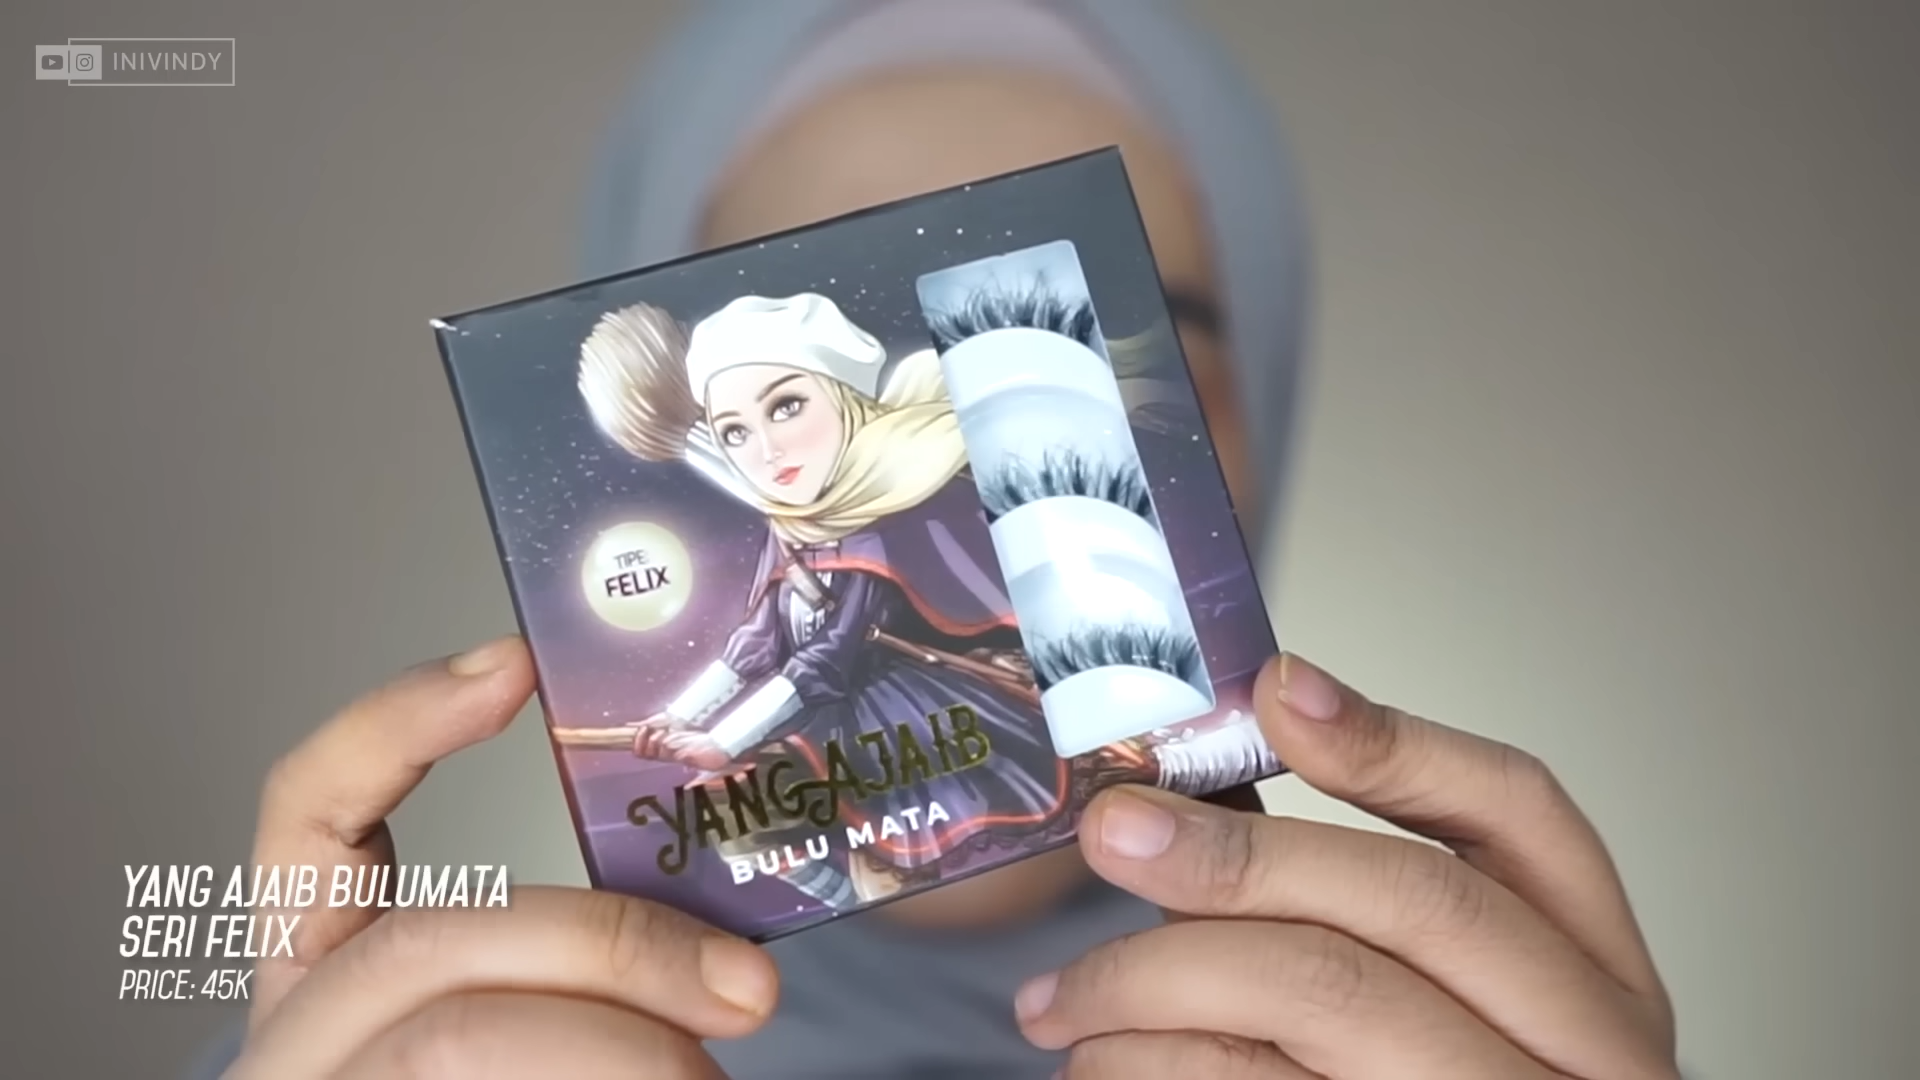 INIVINDY
TIPE:
FELIX
YANG AJAIB
BULU MATA
YANG AJAIB BULUMATA
SERI FELIX
PRICE: 45K